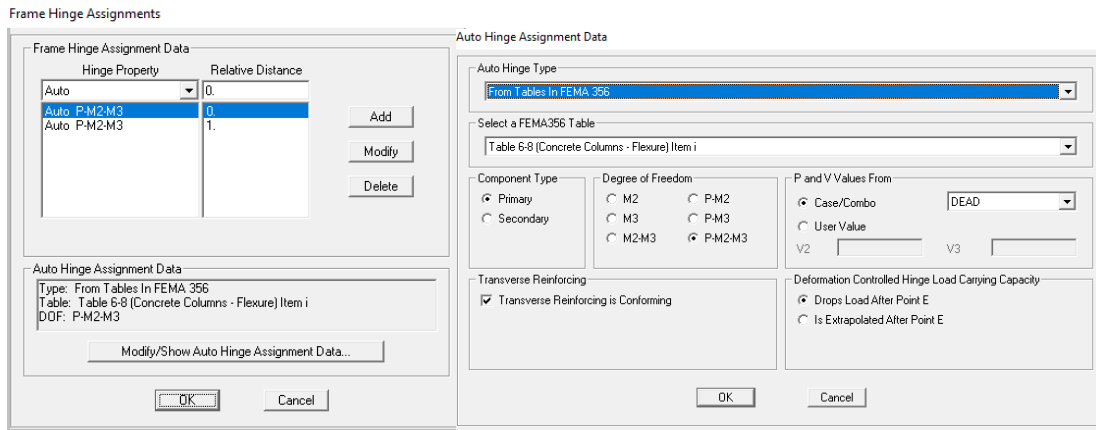 Frame Hinge Assignments
Frame Hinge Assignment Data
Hinge Property Relative Distance
Auto 0.
Auto P-M2-M3 0.
Auto P-M2-M3 1.
Add
Modify
Delete
Auto Hinge Assignment Data
Type: From Tables In FEMA 356
Table: Table 6-8 (Concrete Columns - Flexure) Item i
DOF: P-M2-M3
Modify/Show Auto Hinge Assignment Data...
OK Cancel
Auto Hinge Assignment Data
Auto Hinge Type
From Tables In FEMA 356
Select a FEMA356 Table
Table 6-8 (Concrete Columns - Flexure) Item i
Component Type
Primary
Secondary
Degree of Freedom
M2 P-M2
M3 P-M3
M2-M3 P-M2-M3
P and V Values From
Case/Combo DEAD
User Value
V2 V3
Transverse Reinforcing
Transverse Reinforcing is Conforming
Deformation Controlled Hinge Load Carrying Capacity
Drops Load After Point E
Is Extrapolated After Point E
OK Cancel